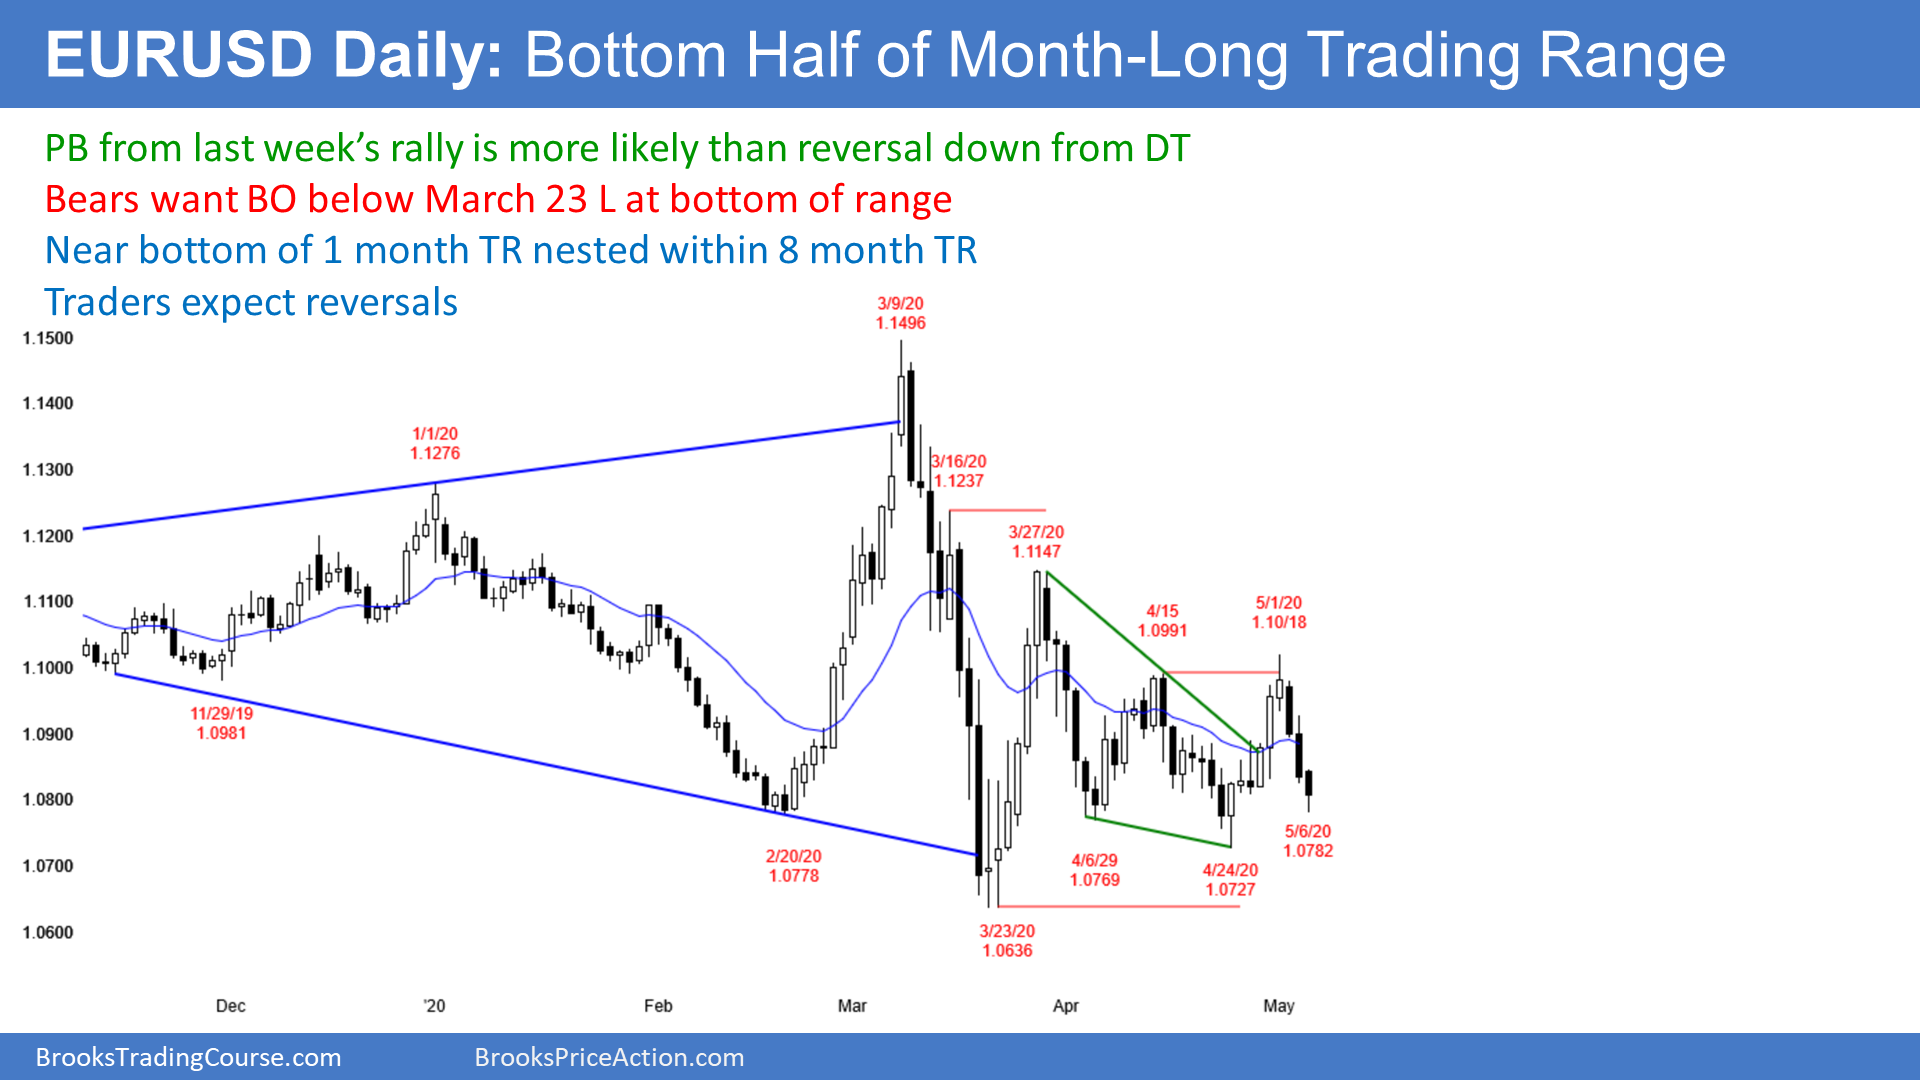 EURUSD Daily: Bottom Half of Month-Long Trading Range
PB from last week’s rally is more likely than reversal down from DT
Bears want BO below March 23 L at bottom of range
Near bottom of 1 month TR nested within 8 month TR
Traders expect reversals
3/9/20
1.1496
1.1500
1.1400
1/1/20
1.1276
1.1300
3/16/20
1.1237
1.1200
3/27/20
1.1147
1.1100
4/15
1.0991
5/1/20
1.10/18
1.1000
11/29/19
1.0981
1.0900
1.0800
5/6/20
1.0782
2/20/20
1.0778
4/6/29
1.0769
4/24/20
1.0727
1.0700
3/23/20
1.0636
1.0600
Dec
'20
Feb
Mar
Apr
May
BrooksTradingCourse.com
BrooksPriceAction.com